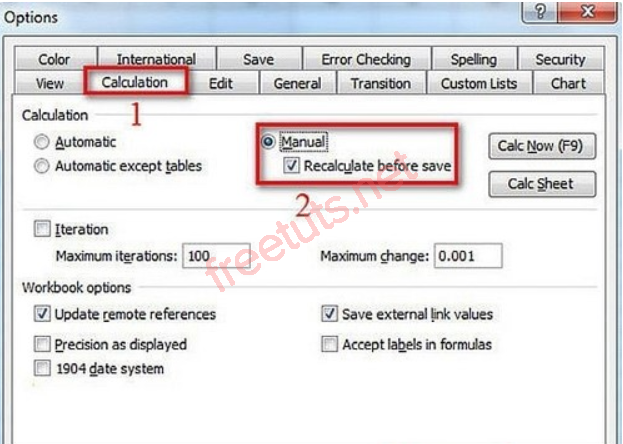 Options
Color International Save Error Checking Spelling Security
View Calculation Edit General Transition Custom Lists Chart
1
Calculation
Automatic Manual Calc Now (F9)
Automatic except tables Recalculate before save
Calc Sheet
2
Iteration
Maximum iterations: 100 Maximum change: 0.001
freetuts.net
Workbook options
Update remote references Save external link values
Precision as displayed Accept labels in formulas
1904 date system